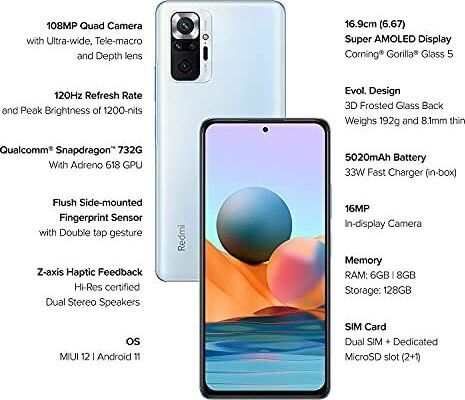 108MP Quad Camera
with Ultra-wide, Tele-macro
and Depth lens
120Hz Refresh Rate
and Peak Brightness of 1200-nits
Qualcomm® Snapdragon™ 732G
With Adreno 618 GPU
Flush Side-mounted
Fingerprint Sensor
with Double tap gesture
Z-axis Haptic Feedback
Hi-Res certified
Dual Stereo Speakers
OS
MIUI 12 | Android 11
Redmi
16.9cm (6.67)
Super AMOLED Display
Corning® Gorilla® Glass 5
Evol. Design
3D Frosted Glass Back
Weighs 192g and 8.1mm thin
5020mAh Battery
33W Fast Charger (in-box)
16MP
In-display Camera
Memory
RAM: 6GB | 8GB
Storage: 128GB
SIM Card
Dual SIM + Dedicated
MicroSD slot (2+1)